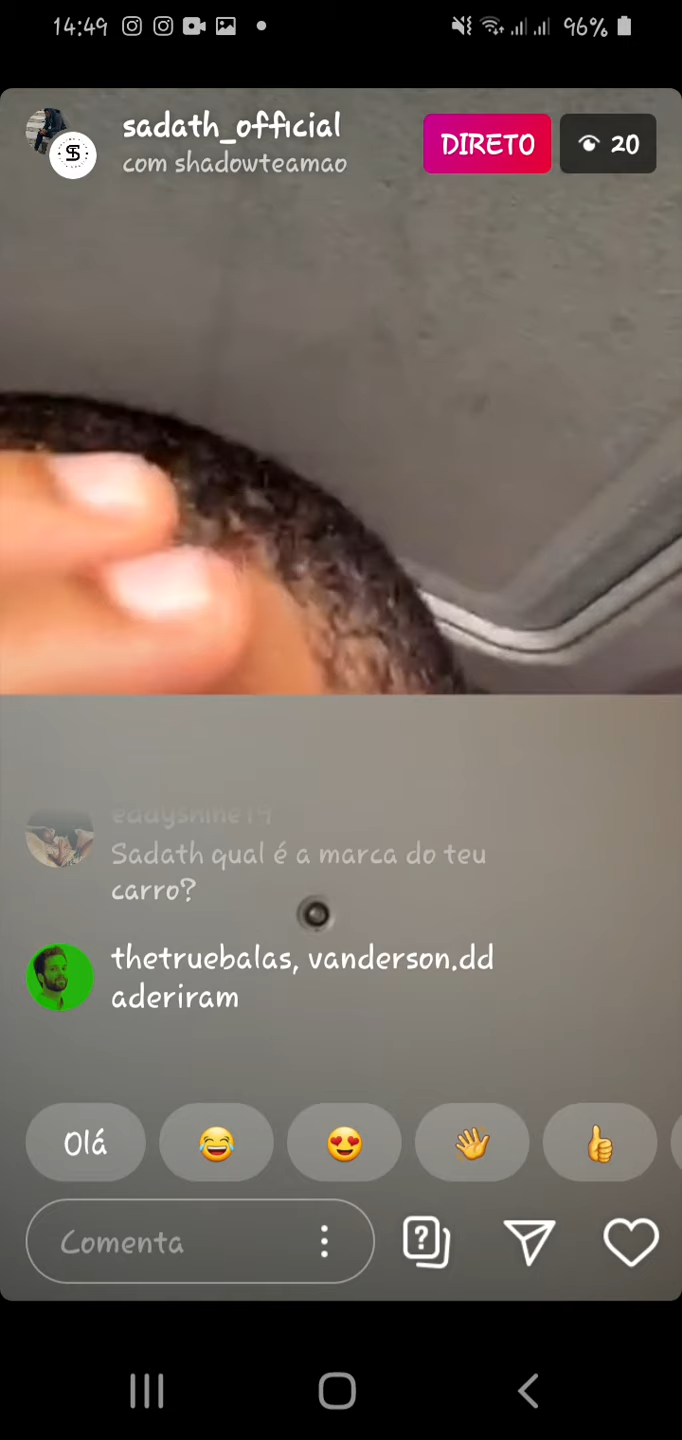 14:49
96%
sadath_official
com shadowteamao
DIRETO
20
eddyshine19
Sadath qual é a marca do teu
carro?
thetruebalas, vanderson.dd
aderiram
Olá
Comenta